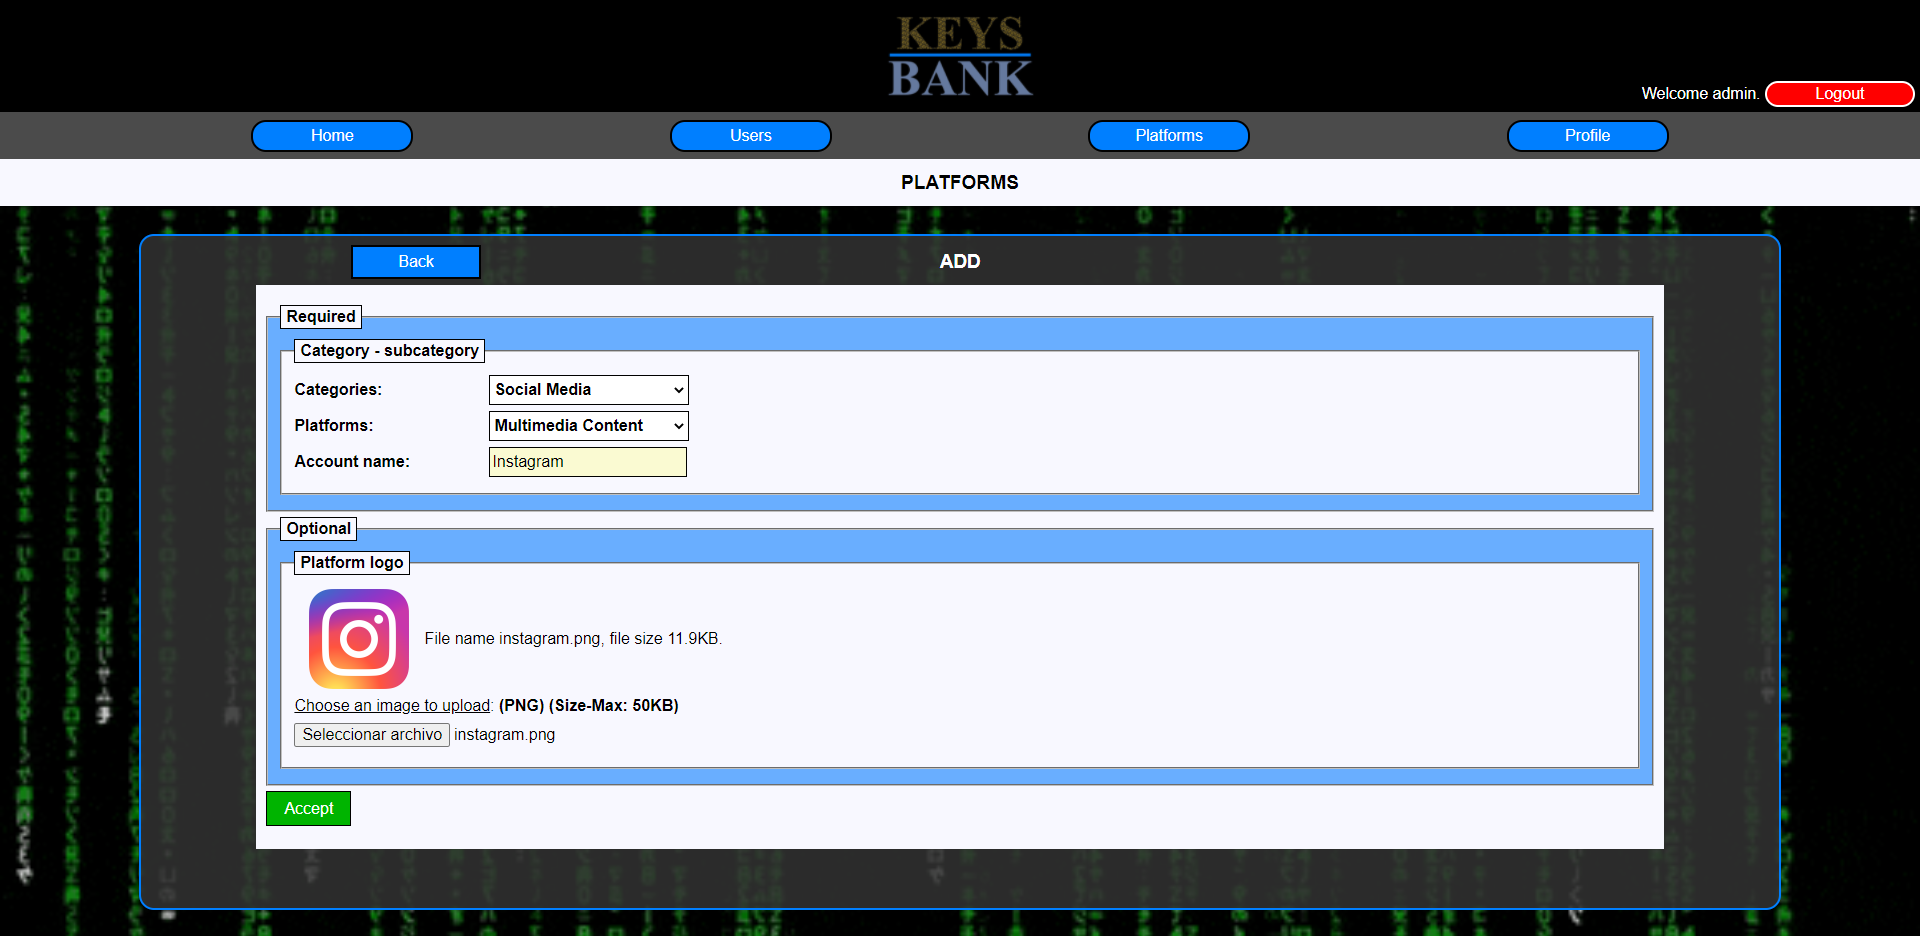 KEYS
BANK
Welcome admin. Logout
Home Users Platforms Profile
PLATFORMS
Back ADD
Required
Category - subcategory
Categories: Social Media
Platforms: Multimedia Content
Account name: Instagram
Optional
Platform logo
File name instagram.png, file size 11.9KB.
Choose an image to upload: (PNG) (Size-Max: 50KB)
Seleccionar archivo instagram.png
Accept